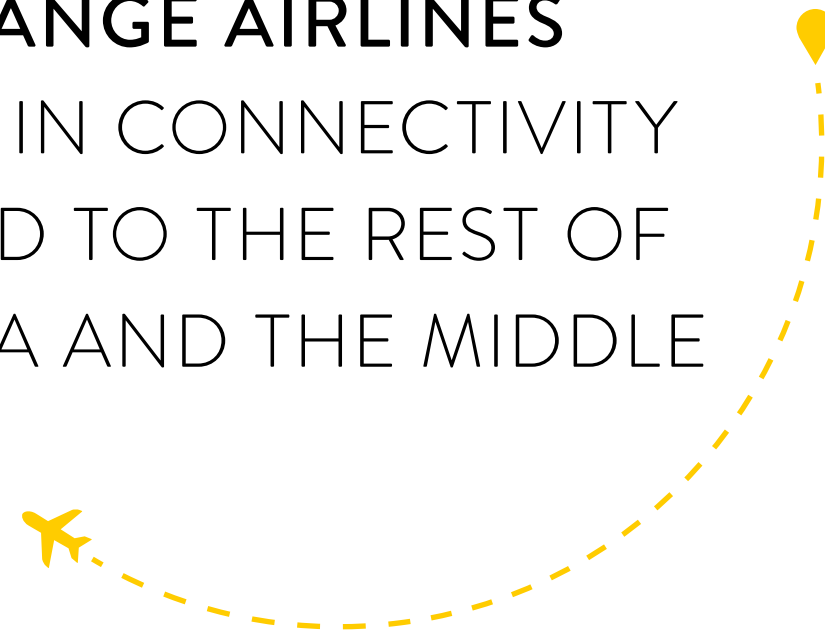 ANGE AIRLINES
IN CONNECTIVITY
D TO THE REST OF
A AND THE MIDDLE